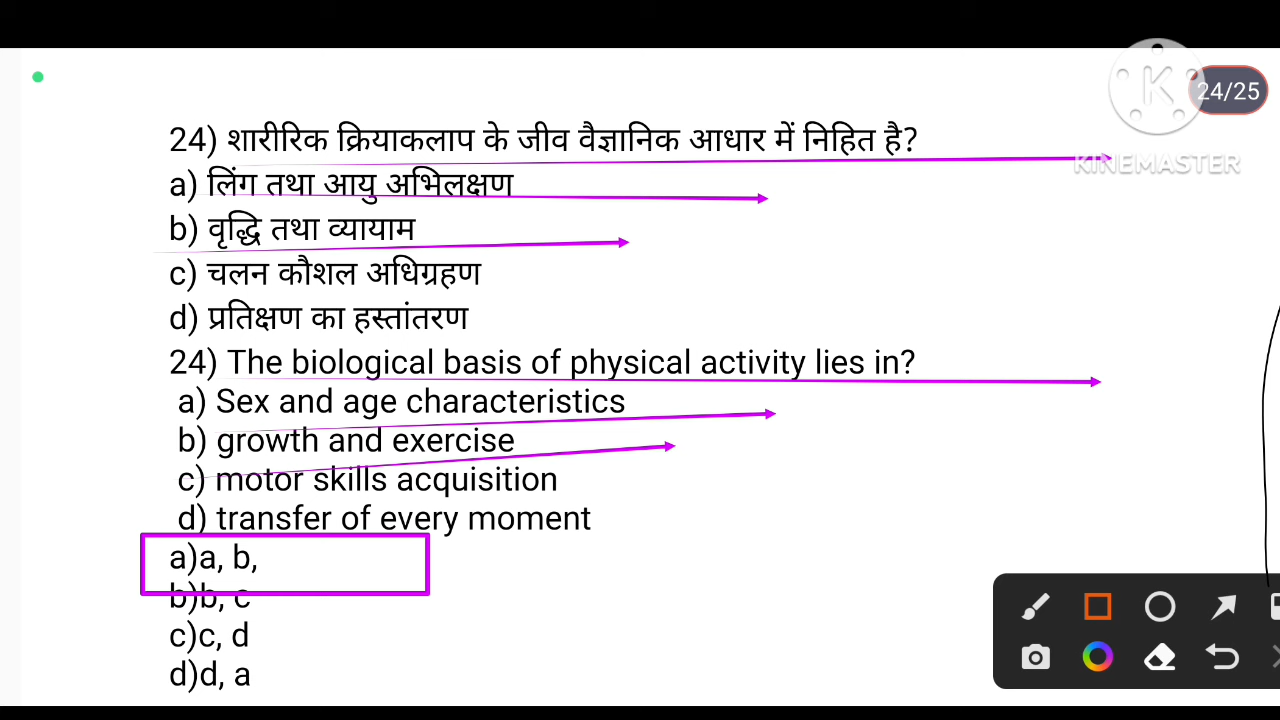 24/25
KINEMASTER
24) शारीरिक क्रियाकलाप के जीव वैज्ञानिक आधार में निहित है?
a) लिंग तथा आयु अभिलक्षण
b) वृद्धि तथा व्यायाम
c) चलन कौशल अधिग्रहण
d) प्रतिक्षण का हस्तांतरण
24) The biological basis of physical activity lies in?
a) Sex and age characteristics
b) growth and exercise
c) motor skills acquisition
d) transfer of every moment
a)a, b,
b)b, c
c)c, d
d)d, a